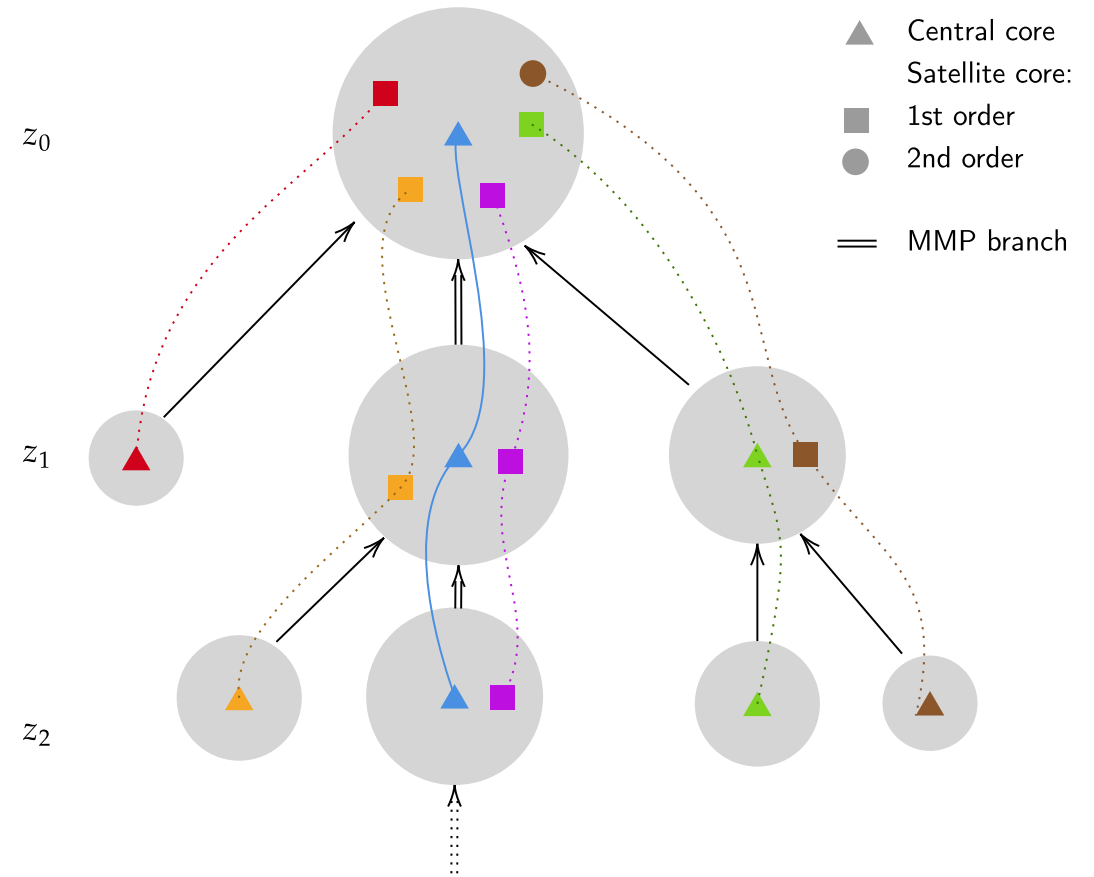 Central core
Satellite core:
1st order
z₀
2nd order
MMP branch
z₁
z₂